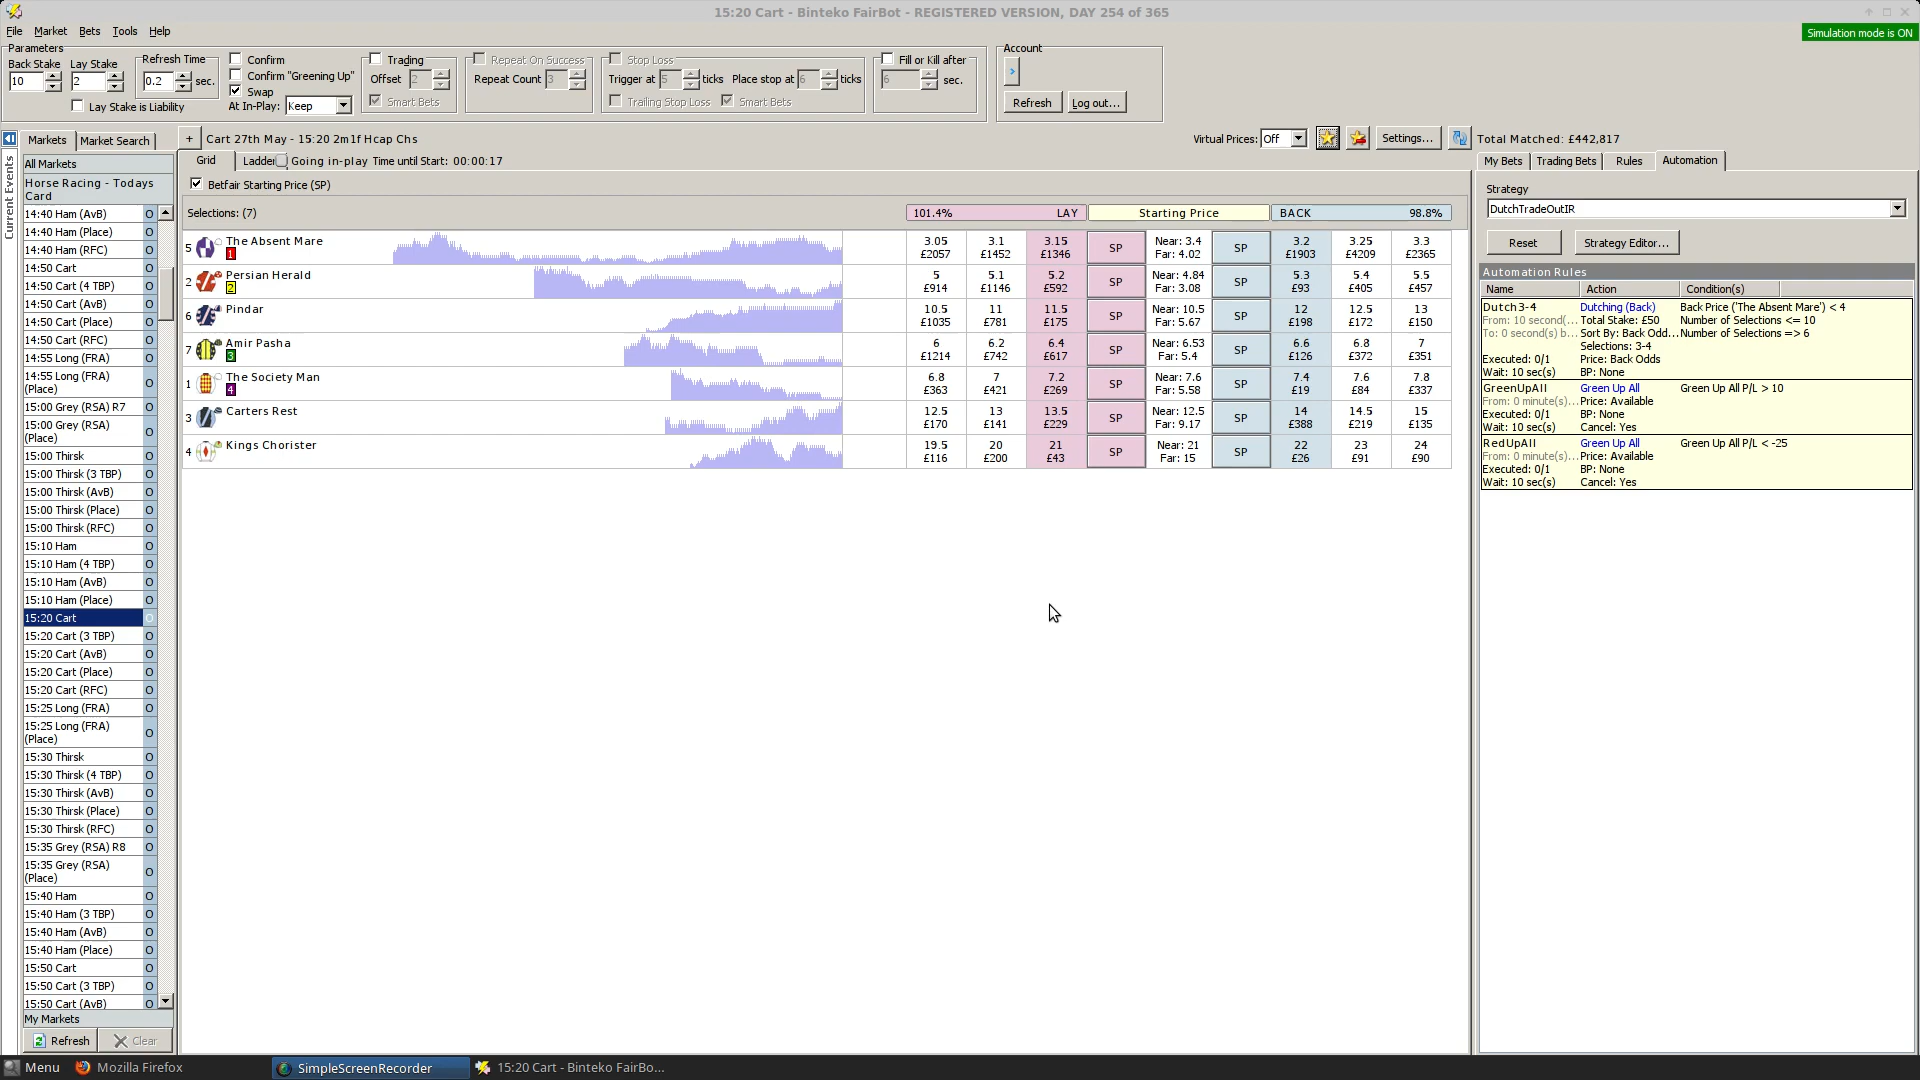 15:20 Cart - Binteko FairBot - REGISTERED VERSION, DAY 254 of 365
File Market Bets Tools Help
Simulation mode is ON
Parameters
Back Stake Lay Stake Refresh Time
10 2 0.2 sec.
Lay Stake is Liability
Confirm
Confirm "Greening Up"
Swap
At In-Play: Keep
Trading
Offset 2
Smart Bets
Repeat On Success
Repeat Count 3
Stop Loss
Trigger at 5 ticks Place stop at 6 ticks
Trailing Stop Loss Smart Bets
Fill or Kill after
6 sec.
Account
>
Refresh Log out...
Current Events
Markets Market Search
+ Cart 27th May - 15:20 2m1f Hcap Chs
Virtual Prices: Off Settings... Total Matched: £442,817
Grid Ladder Going in-play Time until Start: 00:00:17
Betfair Starting Price (SP)
All Markets
Horse Racing - Todays
Card
14:40 Ham (AvB) O
14:40 Ham (Place) O
14:40 Ham (RFC) O
14:50 Cart O
14:50 Cart (4 TBP) O
14:50 Cart (AvB) O
14:50 Cart (Place) O
14:50 Cart (RFC) O
14:55 Long (FRA) O
14:55 Long (FRA)
(Place) O
15:00 Grey (RSA) R7 O
15:00 Grey (RSA)
(Place) O
15:00 Thirsk O
15:00 Thirsk (3 TBP) O
15:00 Thirsk (AvB) O
15:00 Thirsk (Place) O
15:00 Thirsk (RFC) O
15:10 Ham O
15:10 Ham (4 TBP) O
15:10 Ham (AvB) O
15:10 Ham (Place) O
15:20 Cart O
15:20 Cart (3 TBP) O
15:20 Cart (AvB) O
15:20 Cart (Place) O
15:20 Cart (RFC) O
15:25 Long (FRA) O
15:25 Long (FRA)
(Place) O
15:30 Thirsk O
15:30 Thirsk (4 TBP) O
15:30 Thirsk (AvB) O
15:30 Thirsk (Place) O
15:30 Thirsk (RFC) O
15:35 Grey (RSA) R8 O
15:35 Grey (RSA)
(Place) O
15:40 Ham O
15:40 Ham (3 TBP) O
15:40 Ham (AvB) O
15:40 Ham (Place) O
15:50 Cart O
15:50 Cart (3 TBP) O
15:50 Cart (AvB) O
My Markets
Refresh Clear
Selections: (7) 101.4% LAY Starting Price BACK 98.8%
5 The Absent Mare 3.05 3.1 3.15 SP Near: 3.4 SP 3.2 3.25 3.3
1 £2057 £1452 £1346 Far: 4.02 £1903 £4209 £2365
2 Persian Herald 5 5.1 5.2 SP Near: 4.84 SP 5.3 5.4 5.5
2 £914 £1146 £592 Far: 3.08 £93 £405 £457
6 Pindar 10.5 11 11.5 SP Near: 10.5 SP 12 12.5 13
£1035 £781 £175 Far: 5.67 £198 £172 £150
7 Amir Pasha 6 6.2 6.4 SP Near: 6.53 SP 6.6 6.8 7
3 £1214 £742 £617 Far: 5.4 £126 £372 £351
1 The Society Man 6.8 7 7.2 SP Near: 7.6 SP 7.4 7.6 7.8
4 £363 £421 £269 Far: 5.58 £19 £84 £337
3 Carters Rest 12.5 13 13.5 SP Near: 12.5 SP 14 14.5 15
£170 £141 £229 Far: 9.17 £388 £219 £135
4 Kings Chorister 19.5 20 21 SP Near: 21 SP 22 23 24
£116 £200 £43 Far: 15 £26 £91 £90
My Bets Trading Bets Rules Automation
Strategy
DutchTradeOutIR
Reset Strategy Editor...
Automation Rules
Name Action Condition(s)
Dutch3-4 Dutching (Back) Back Price ('The Absent Mare') < 4
From: 10 second(... Total Stake: £50 Number of Selections <= 10
To: 0 second(s) b... Sort By: Back Odd... Number of Selections => 6
Selections: 3-4
Executed: 0/1 Price: Back Odds
Wait: 10 sec(s) BP: None
GreenUpAll Green Up All Green Up All P/L > 10
From: 0 minute(s)... Price: Available
Executed: 0/1 BP: None
Wait: 10 sec(s) Cancel: Yes
RedUpAll Green Up All Green Up All P/L < -25
From: 0 minute(s)... Price: Available
Executed: 0/1 BP: None
Wait: 10 sec(s) Cancel: Yes
Menu Mozilla Firefox SimpleScreenRecorder 15:20 Cart - Binteko FairBo...